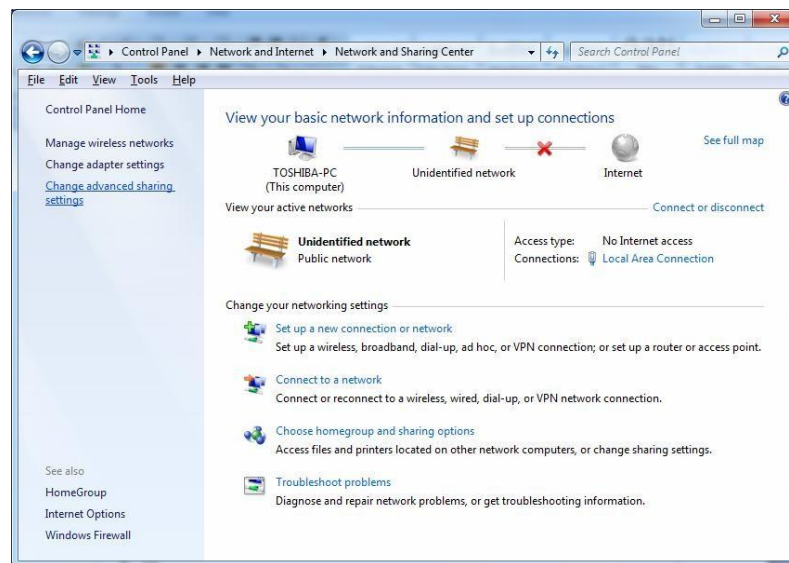 Control Panel ▸ Network and Internet ▸ Network and Sharing Center
Search Control Panel
File Edit View Tools Help
Control Panel Home
Manage wireless networks
Change adapter settings
Change advanced sharing
settings
See also
HomeGroup
Internet Options
Windows Firewall
View your basic network information and set up connections
See full map
TOSHIBA-PC
(This computer)
Unidentified network
Internet
View your active networks
Connect or disconnect
Unidentified network
Public network
Access type: No Internet access
Connections: Local Area Connection
Change your networking settings
Set up a new connection or network
Set up a wireless, broadband, dial-up, ad hoc, or VPN connection; or set up a router or access point.
Connect to a network
Connect or reconnect to a wireless, wired, dial-up, or VPN network connection.
Choose homegroup and sharing options
Access files and printers located on other network computers, or change sharing settings.
Troubleshoot problems
Diagnose and repair network problems, or get troubleshooting information.